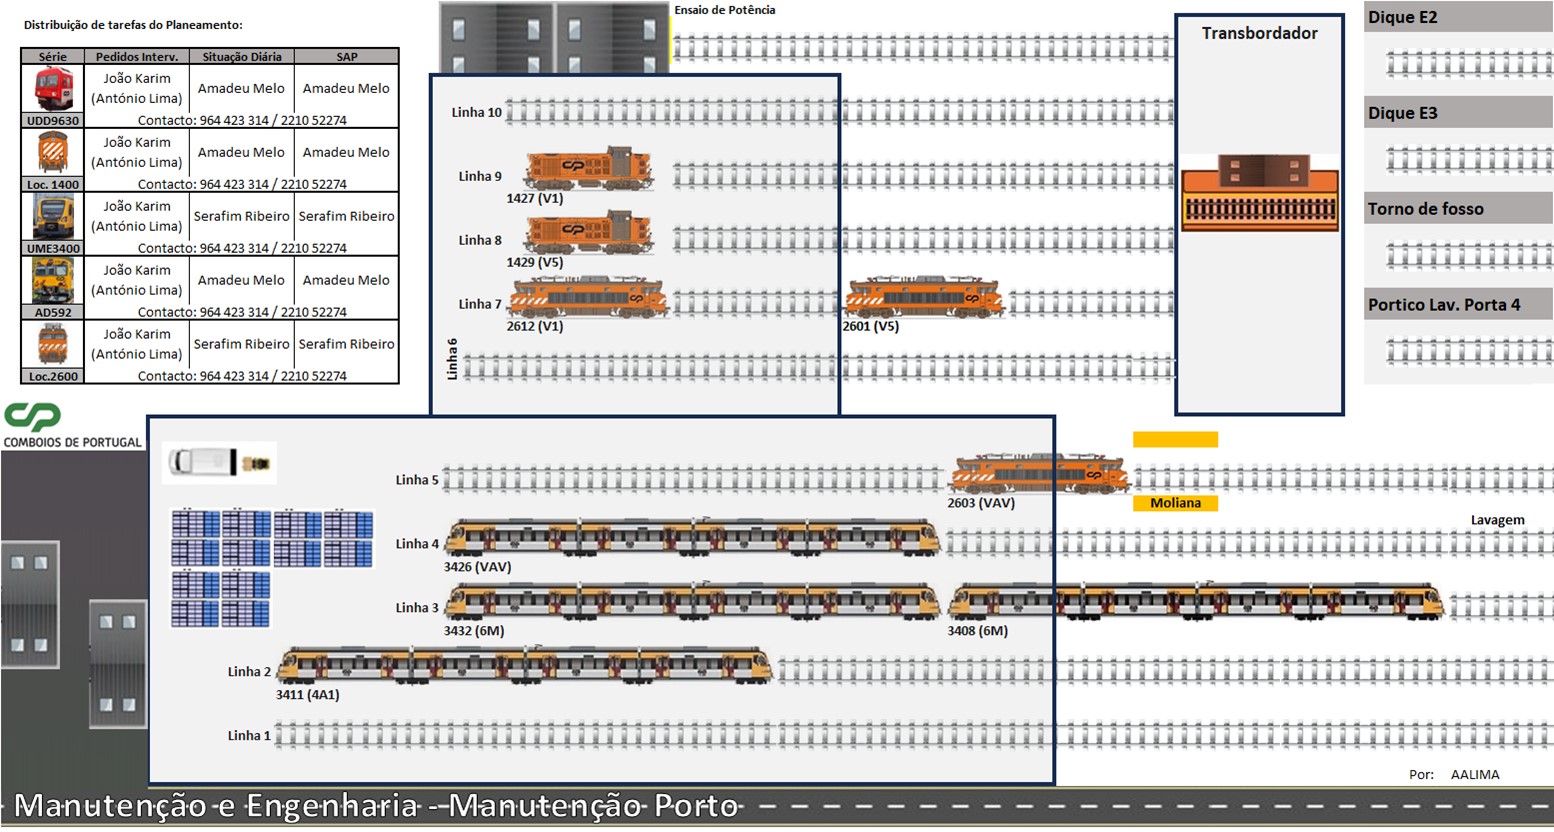 Distribuição de tarefas do Planeamento:
Série Pedidos Interv. Situação Diária SAP
João Karim
(António Lima)
Amadeu Melo Amadeu Melo
UDD9630 Contacto: 964 423 314 / 2210 52274
João Karim
(António Lima)
Amadeu Melo Amadeu Melo
Loc. 1400 Contacto: 964 423 314 / 2210 52274
João Karim
(António Lima)
Serafim Ribeiro Serafim Ribeiro
UME3400 Contacto: 964 423 314 / 2210 52274
João Karim
(António Lima)
Amadeu Melo Amadeu Melo
AD592 Contacto: 964 423 314 / 2210 52274
João Karim
(António Lima)
Serafim Ribeiro Serafim Ribeiro
Loc.2600 Contacto: 964 423 314 / 2210 52274
Ensaio de Potência
Linha 10
Linha 9
1427 (V1)
Linha 8
1429 (V5)
Linha 7
2612 (V1)
2601 (V5)
Linha 6
Transbordador
Dique E2
Dique E3
Torno de fosso
Portico Lav. Porta 4
CP
COMBOIOS DE PORTUGAL
Linha 5
2603 (VAV)
Moliana
Lavagem
Linha 4
3426 (VAV)
Linha 3
3432 (6M)
3408 (6M)
Linha 2
3411 (4A1)
Linha 1
Por: AALIMA
Manutenção e Engenharia - Manutenção Porto